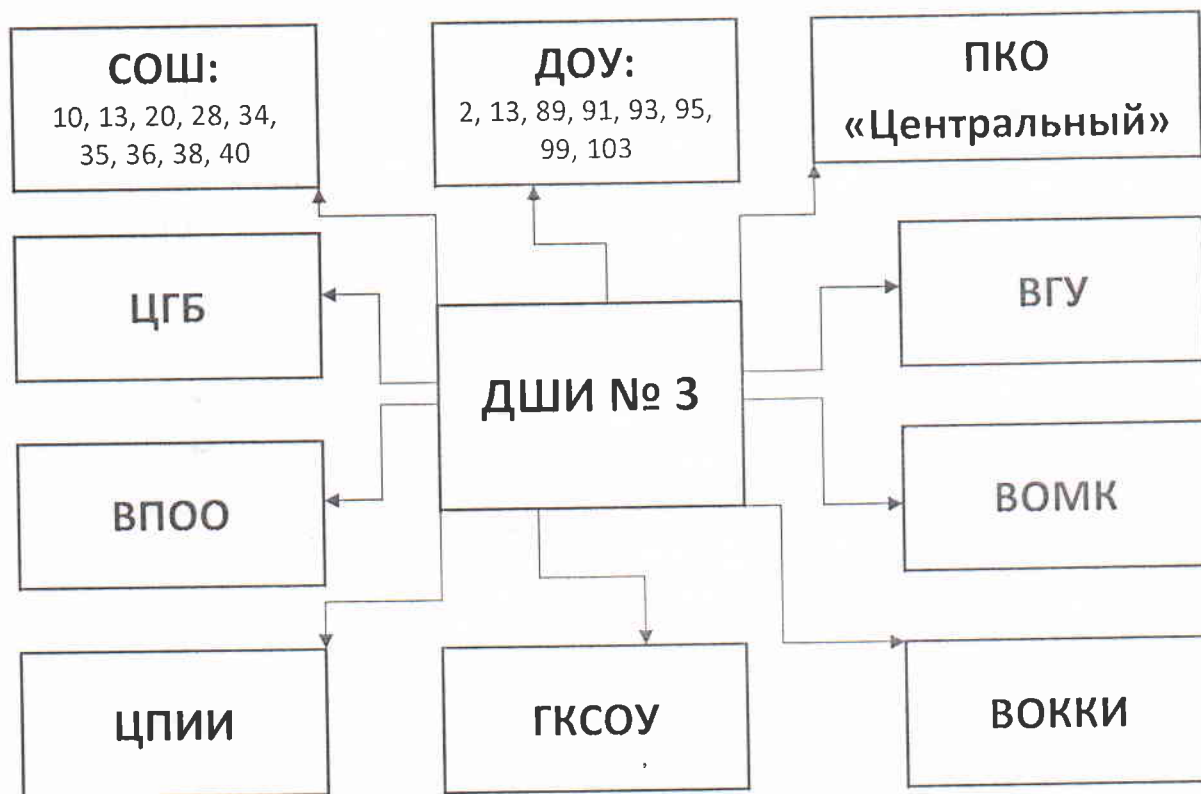 СОШ:
10, 13, 20, 28, 34,
35, 36, 38, 40
ДОУ:
2, 13, 89, 91, 93, 95,
99, 103
ПКО
«Центральный»
ЦГБ
ДШИ № 3
ВГУ
ВПОО
ВОМК
ЦПИИ
ГКСОУ
ВОККИ